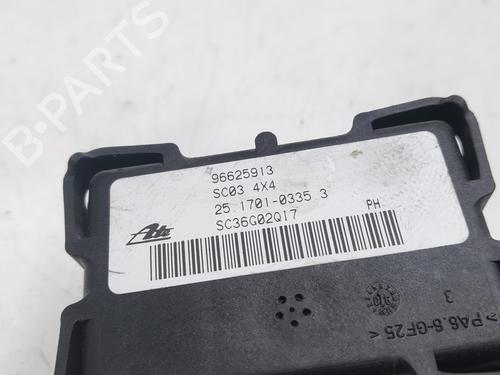 B-PARTS
96625913
SC03 4X4
25 1701-0335 3
SC36G02Q17
PH
Ate
3
>PA6.6-GF25<